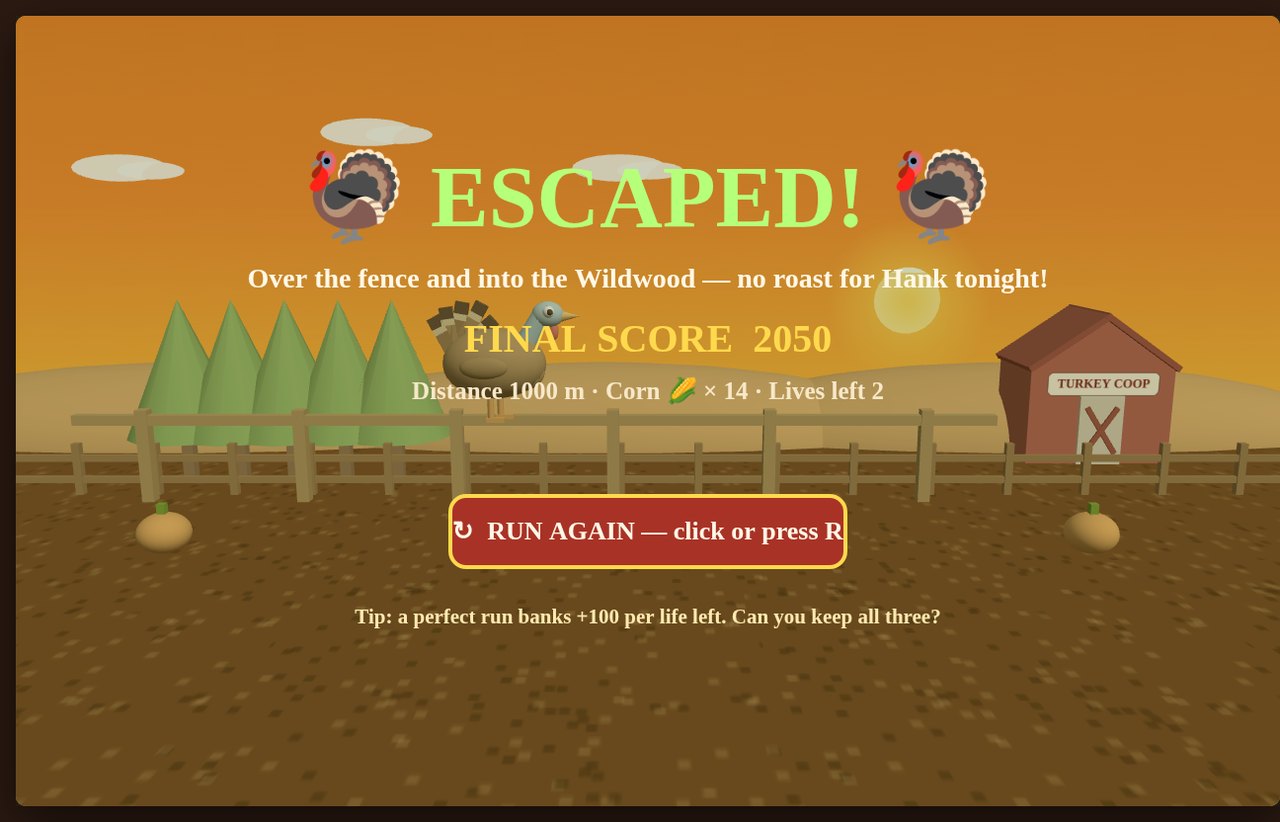 🦃 ESCAPED! 🦃
Over the fence and into the Wildwood — no roast for Hank tonight!
FINAL SCORE 2050
Distance 1000 m · Corn 🌽 × 14 · Lives left 2
TURKEY COOP
↻ RUN AGAIN — click or press R
Tip: a perfect run banks +100 per life left. Can you keep all three?